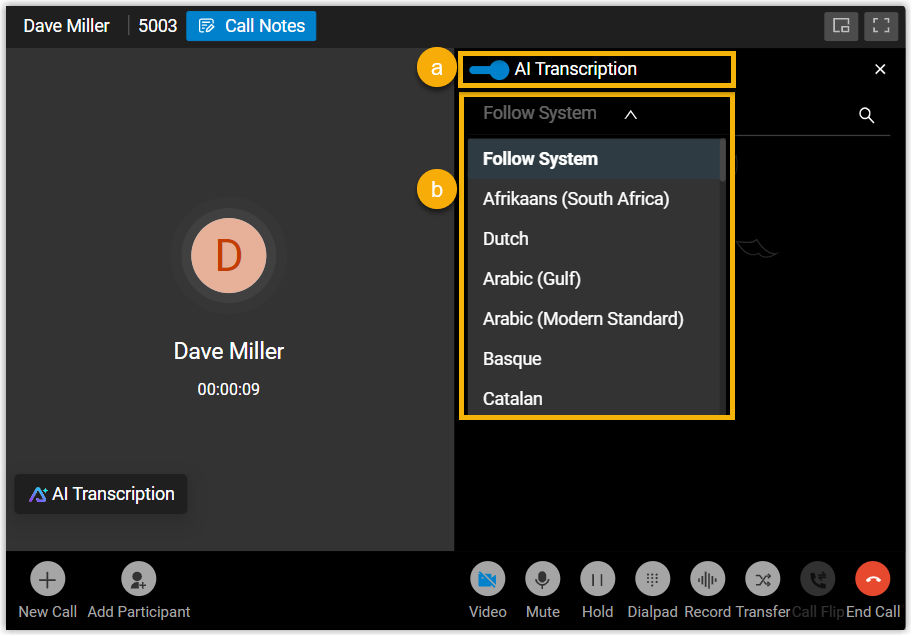 Dave Miller 5003 Call Notes
a
AI Transcription
Follow System
b
Follow System
Afrikaans (South Africa)
Dutch
Arabic (Gulf)
Arabic (Modern Standard)
Basque
Catalan
D
Dave Miller
00:00:09
AI Transcription
New Call Add Participant Video Mute Hold Dialpad Record Transfer Call Flip End Call